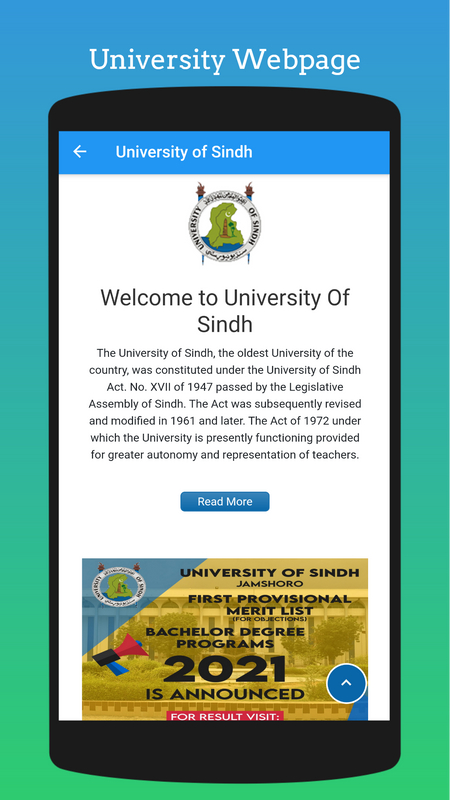 University Webpage
University of Sindh
UNIVERSITY OF SINDH
Welcome to University Of
Sindh
The University of Sindh, the oldest University of the
country, was constituted under the University of Sindh
Act. No. XVII of 1947 passed by the Legislative
Assembly of Sindh. The Act was subsequently revised
and modified in 1961 and later. The Act of 1972 under
which the University is presently functioning provided
for greater autonomy and representation of teachers.
Read More
UNIVERSITY OF SINDH
JAMSHORO
FIRST PROVISIONAL
MERIT LIST
(FOR OBJECTIONS)
BACHELOR DEGREE
PROGRAMS
2021
IS ANNOUNCED
FOR RESULT VISIT: